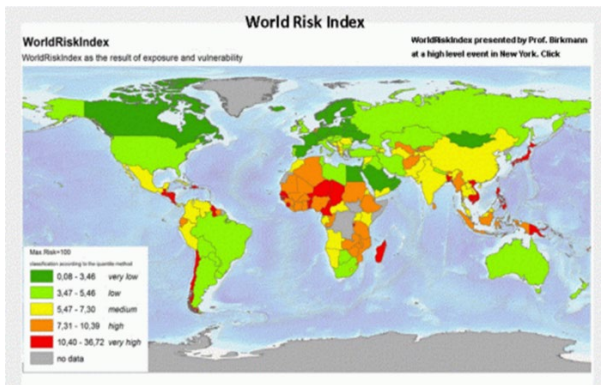 World Risk Index
WorldRiskIndex
WorldRiskIndex as the result of exposure and vulnerability
WorldRiskIndex presented by Prof. Birkmann
at a high level event in New York. Click
Max.Risk=100
classification according to the quantile method
0,08 - 3,46 very low
3,47 - 5,46 low
5,47 - 7,30 medium
7,31 - 10,39 high
10,40 - 36,72 very high
no data